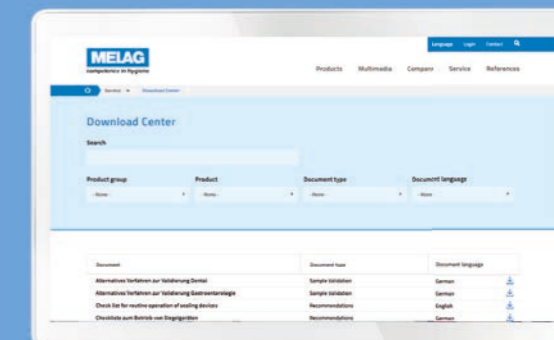 Language Login Contact
MELAG
competence in hygiene
Products Multimedia Company Service References
Service Download Center
Download Center
Search
Product group Product Document type Document language
- None - - None - - None - - None -
Document Document type Document language
Alternatives Verfahren zur Validierung Dental Sample Validation German
Alternatives Verfahren zur Validierung Gastroenterologie Sample Validation German
Check list for routine operation of sealing devices Recommendations English
Checkliste zum Betrieb von Siegelgeräten Recommendations German